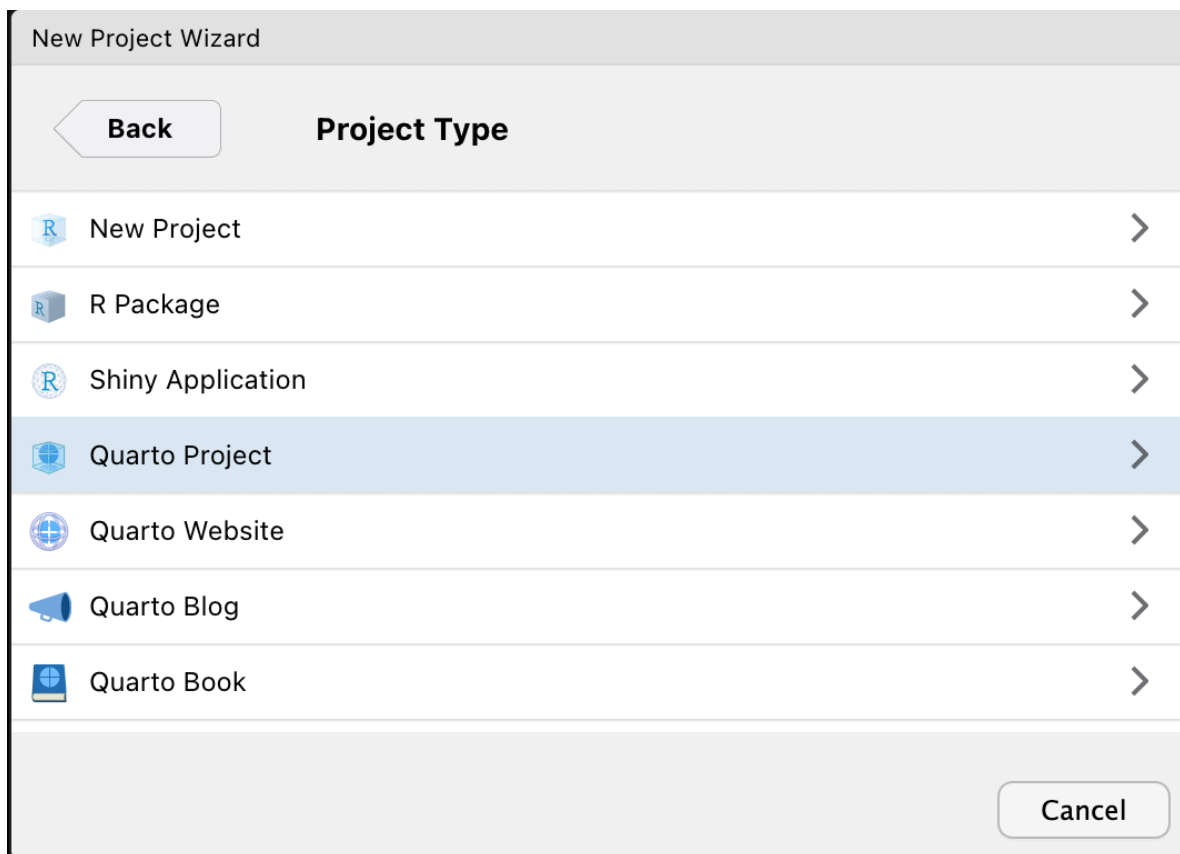 New Project Wizard
Back
Project Type
R New Project
R R Package
R Shiny Application
Quarto Project
Quarto Website
Quarto Blog
Quarto Book
Cancel